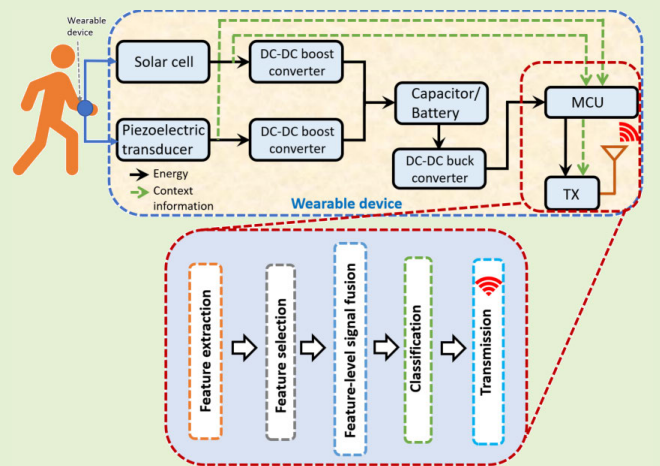 Wearable
device
Solar cell
DC-DC boost
converter
Piezoelectric
transducer
DC-DC boost
converter
Capacitor/
Battery
DC-DC buck
converter
MCU
TX
Energy
Context
information
Wearable device
Feature extraction
Feature selection
Feature-level signal fusion
Classification
Transmission